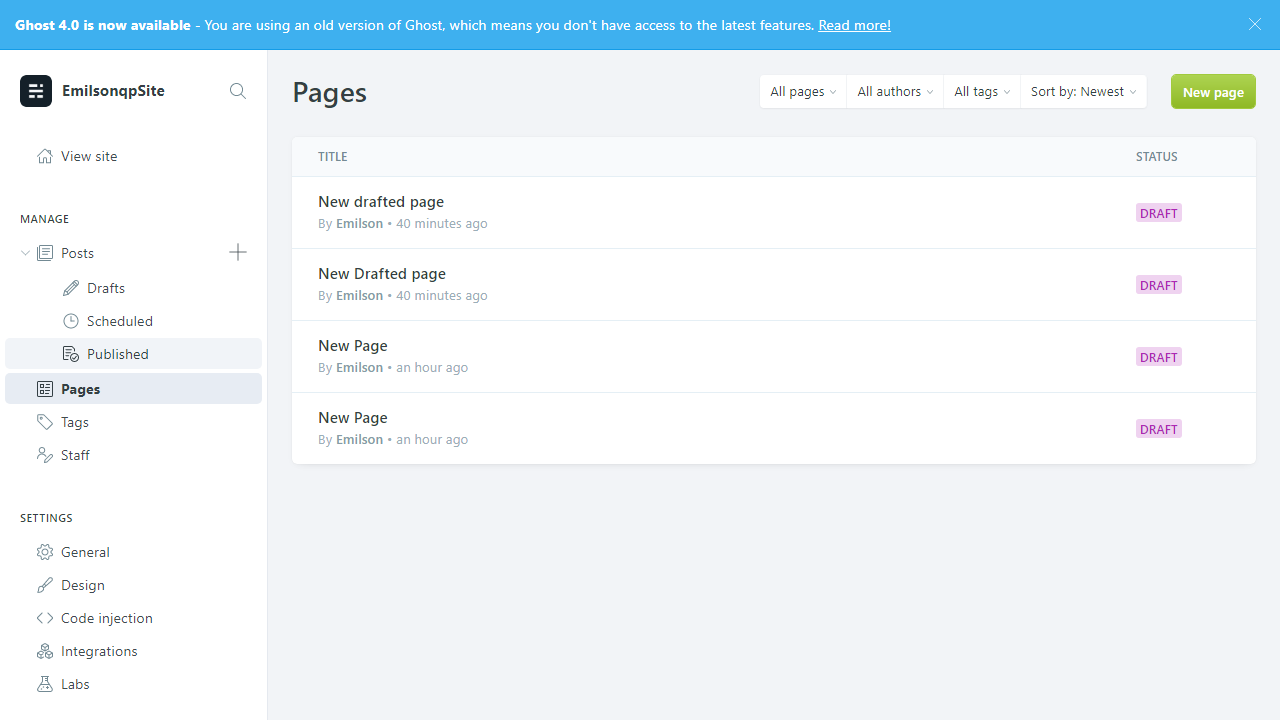 Ghost 4.0 is now available - You are using an old version of Ghost, which means you don't have access to the latest features. Read more!
EmilsonqpSite
View site
MANAGE
Posts
Drafts
Scheduled
Published
Pages
Tags
Staff
SETTINGS
General
Design
Code injection
Integrations
Labs
Pages
All pages
All authors
All tags
Sort by: Newest
New page
TITLE STATUS
New drafted page
By Emilson • 40 minutes ago
DRAFT
New Drafted page
By Emilson • 40 minutes ago
DRAFT
New Page
By Emilson • an hour ago
DRAFT
New Page
By Emilson • an hour ago
DRAFT